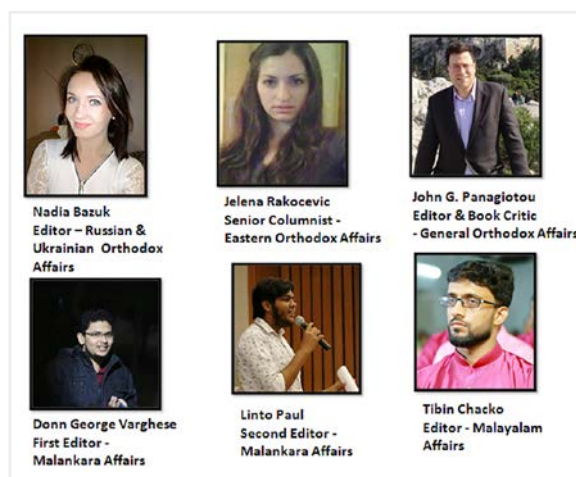 Nadia Bazuk
Editor – Russian &
Ukrainian Orthodox
Affairs
Jelena Rakocevic
Senior Columnist -
Eastern Orthodox Affairs
John G. Panagiotou
Editor & Book Critic
- General Orthodox Affairs
Donn George Varghese
First Editor -
Malankara Affairs
Linto Paul
Second Editor -
Malankara Affairs
Tibin Chacko
Editor - Malayalam
Affairs